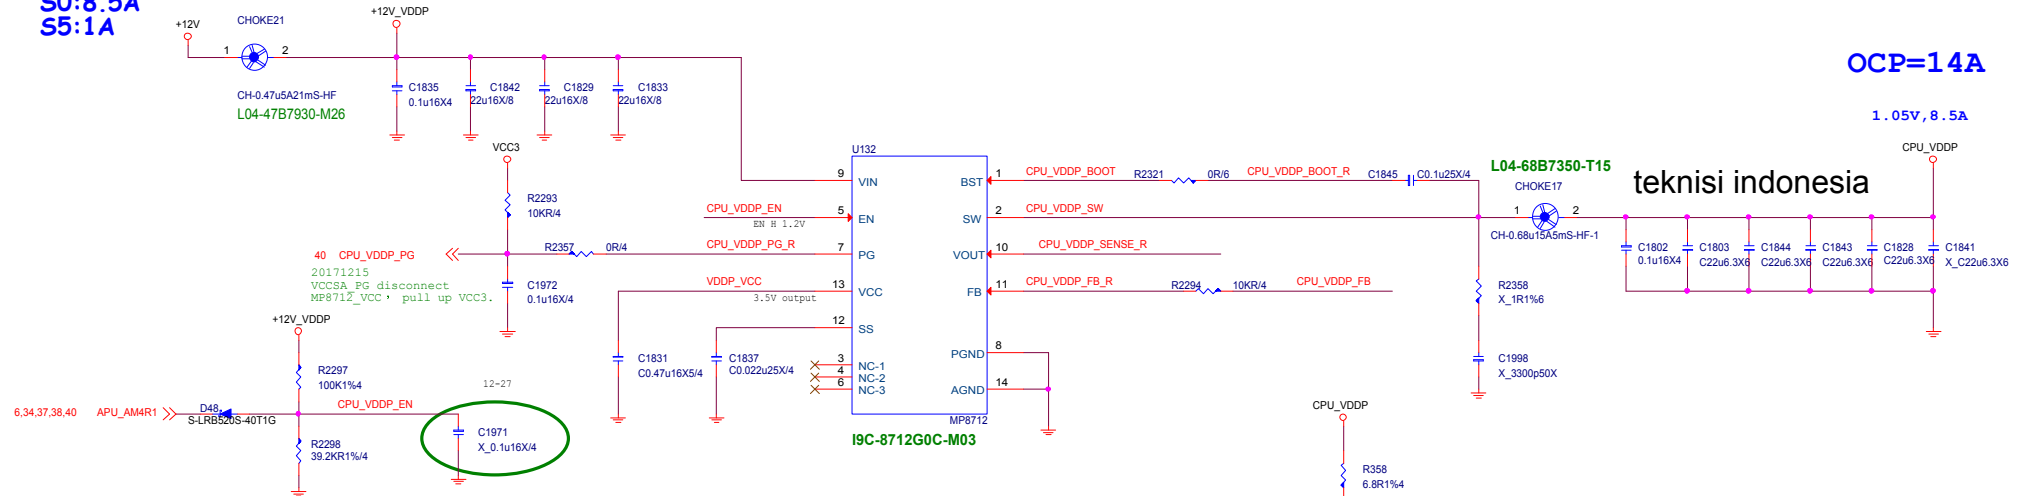 S0:8.5A
S5:1A
+12V
CHOKE21
1
2
CH-0.47u5A21mS-HF
L04-47B7930-M26
+12V_VDDP
C1835
0.1u16X4
C1842
22u16X/8
C1829
22u16X/8
C1833
22u16X/8
OCP=14A
1.05V,8.5A
CPU_VDDP
VCC3
R2293
10KR/4
CPU_VDDP_EN
EN H 1.2V
40 CPU_VDDP_PG
R2357
0R/4
CPU_VDDP_PG_R
20171215
VCCSA_PG disconnect
MP8712_VCC, pull up VCC3.
C1972
0.1u16X/4
VDDP_VCC
3.5V output
C1831
C0.47u16X5/4
C1837
C0.022u25X/4
U132
9
VIN
5
EN
7
PG
13
VCC
12
SS
3
NC-1
4
NC-2
6
NC-3
BST
1
SW
2
VOUT
10
FB
11
PGND
8
AGND
14
MP8712
I9C-8712G0C-M03
CPU_VDDP_BOOT
R2321
0R/6
CPU_VDDP_BOOT_R
C1845
C0.1u25X/4
CPU_VDDP_SW
CPU_VDDP_SENSE_R
CPU_VDDP_FB_R
R2294
10KR/4
CPU_VDDP_FB
L04-68B7350-T15
CHOKE17
1
2
CH-0.68u15A5mS-HF-1
teknisi indonesia
C1802
0.1u16X4
C1803
C22u6.3X6
C1844
C22u6.3X6
C1843
C22u6.3X6
C1828
C22u6.3X6
C1841
X_C22u6.3X6
R2358
X_1R1%6
C1998
X_3300p50X
+12V_VDDP
R2297
100K1%4
12-27
6,34,37,38,40 APU_AM4R1
D48
S-LRB520S-40T1G
CPU_VDDP_EN
R2298
39.2KR1%/4
C1971
X_0.1u16X/4
CPU_VDDP
R358
6.8R1%4